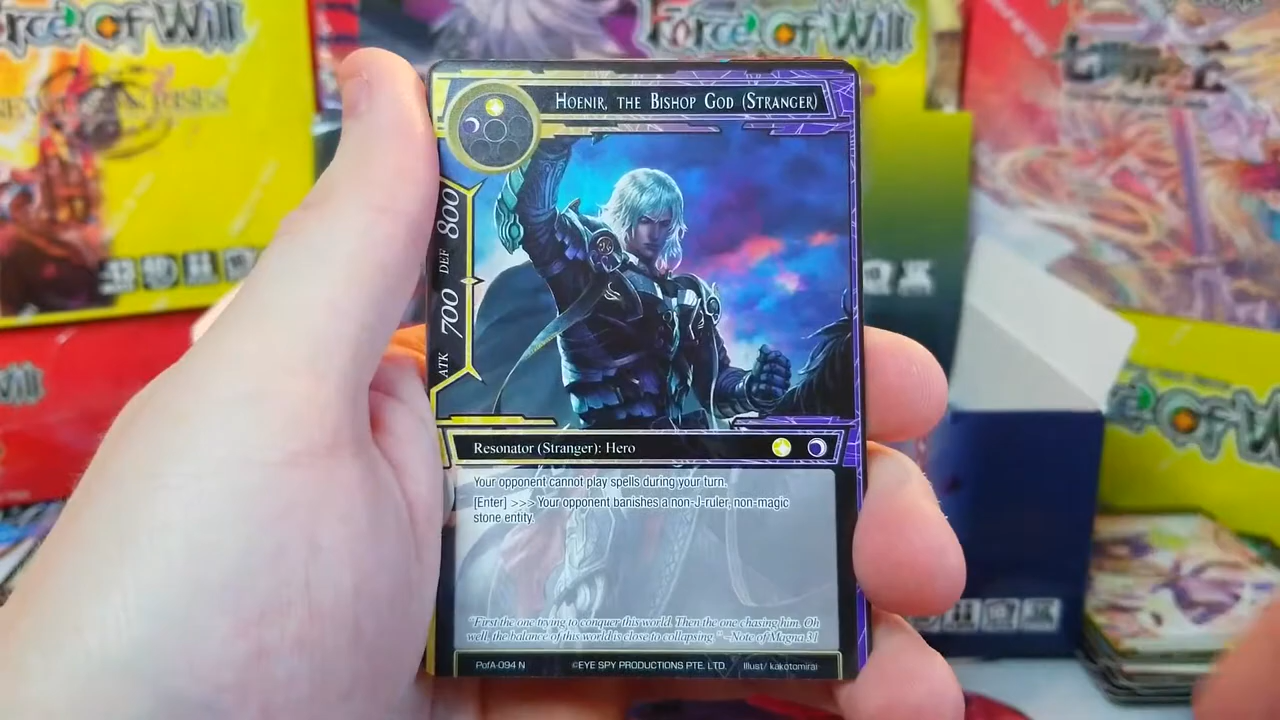 Force Of Will
Force Of Will
HOENIR, THE BISHOP GOD (STRANGER)
DEF 800
ATK 700
Resonator (Stranger): Hero
Your opponent cannot play spells during your turn.
[Enter] >>> Your opponent banishes a non-J-ruler, non-magic
stone entity.
"First the one trying to conquer this world. Then the one chasing him. Oh
well, the balance of this world is close to collapsing." –Note of Magna 31
PofA-094 N
©EYE SPY PRODUCTIONS PTE. LTD.
Illust/ kakotomirai